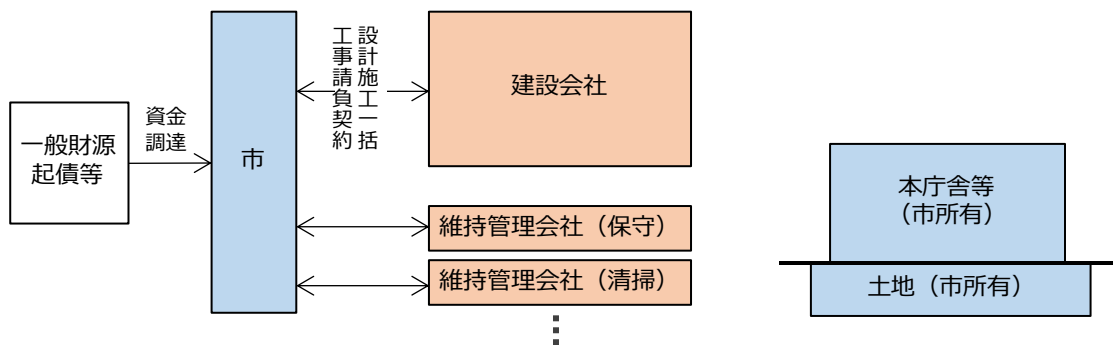 一般財源
起債等
資金
調達
市
設計施工一括
工事請負契約
建設会社
維持管理会社（保守）
維持管理会社（清掃）
本庁舎等
（市所有）
土地（市所有）